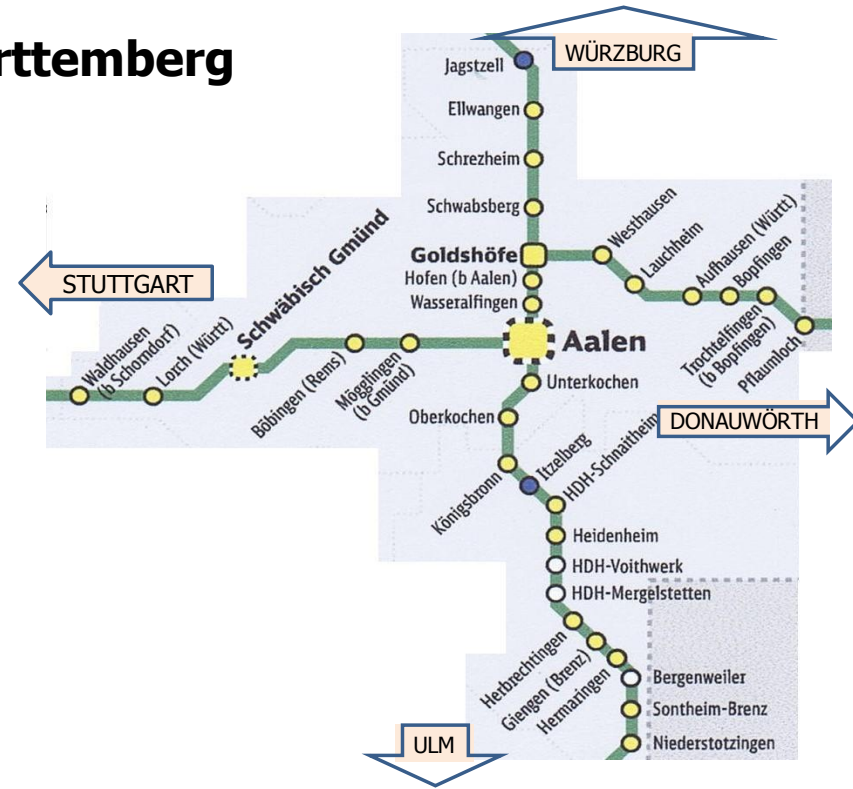 rttemberg
WÜRZBURG
Jagstzell
Ellwangen
Schrezheim
Schwabsberg
Goldshöfe
Hofen (b Aalen)
Wasseralfingen
Westhausen
Lauchheim
Aufhausen (Württ)
Bopfingen
Trochtelfingen
(b Bopfingen)
Pflaumloch
STUTTGART
Schwäbisch Gmünd
Waldhausen
(b Schorndorf)
Lorch (Württ)
Böbingen (Rems)
Mögglingen
(b Gmünd)
Aalen
Unterkochen
Oberkochen
DONAUWÖRTH
Königsbronn
Itzelberg
HDH-Schnaitheim
Heidenheim
HDH-Voithwerk
HDH-Mergelstetten
Herbrechtingen
Giengen (Brenz)
Hermaringen
Bergenweiler
Sontheim-Brenz
Niederstotzingen
ULM